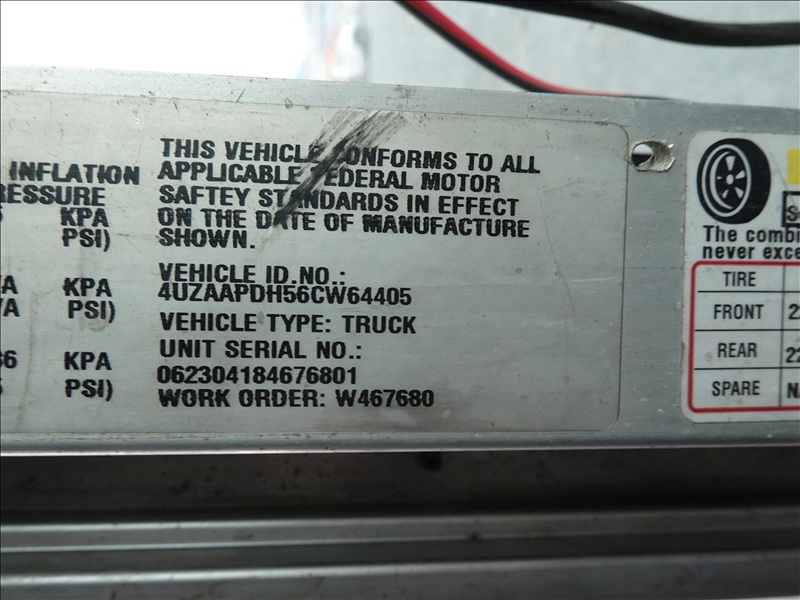 INFLATION
RESSURE
KPA
PSI)
KPA
PSI)
KPA
PSI)
THIS VEHICLE CONFORMS TO ALL
APPLICABLE FEDERAL MOTOR
SAFTEY STANDARDS IN EFFECT
ON THE DATE OF MANUFACTURE
SHOWN.
VEHICLE ID.NO.:
4UZAAPDH56CW64405
VEHICLE TYPE: TRUCK
UNIT SERIAL NO.:
062304184676801
WORK ORDER: W467680
The combi
never exce
TIRE
FRONT 22
REAR 22
SPARE N